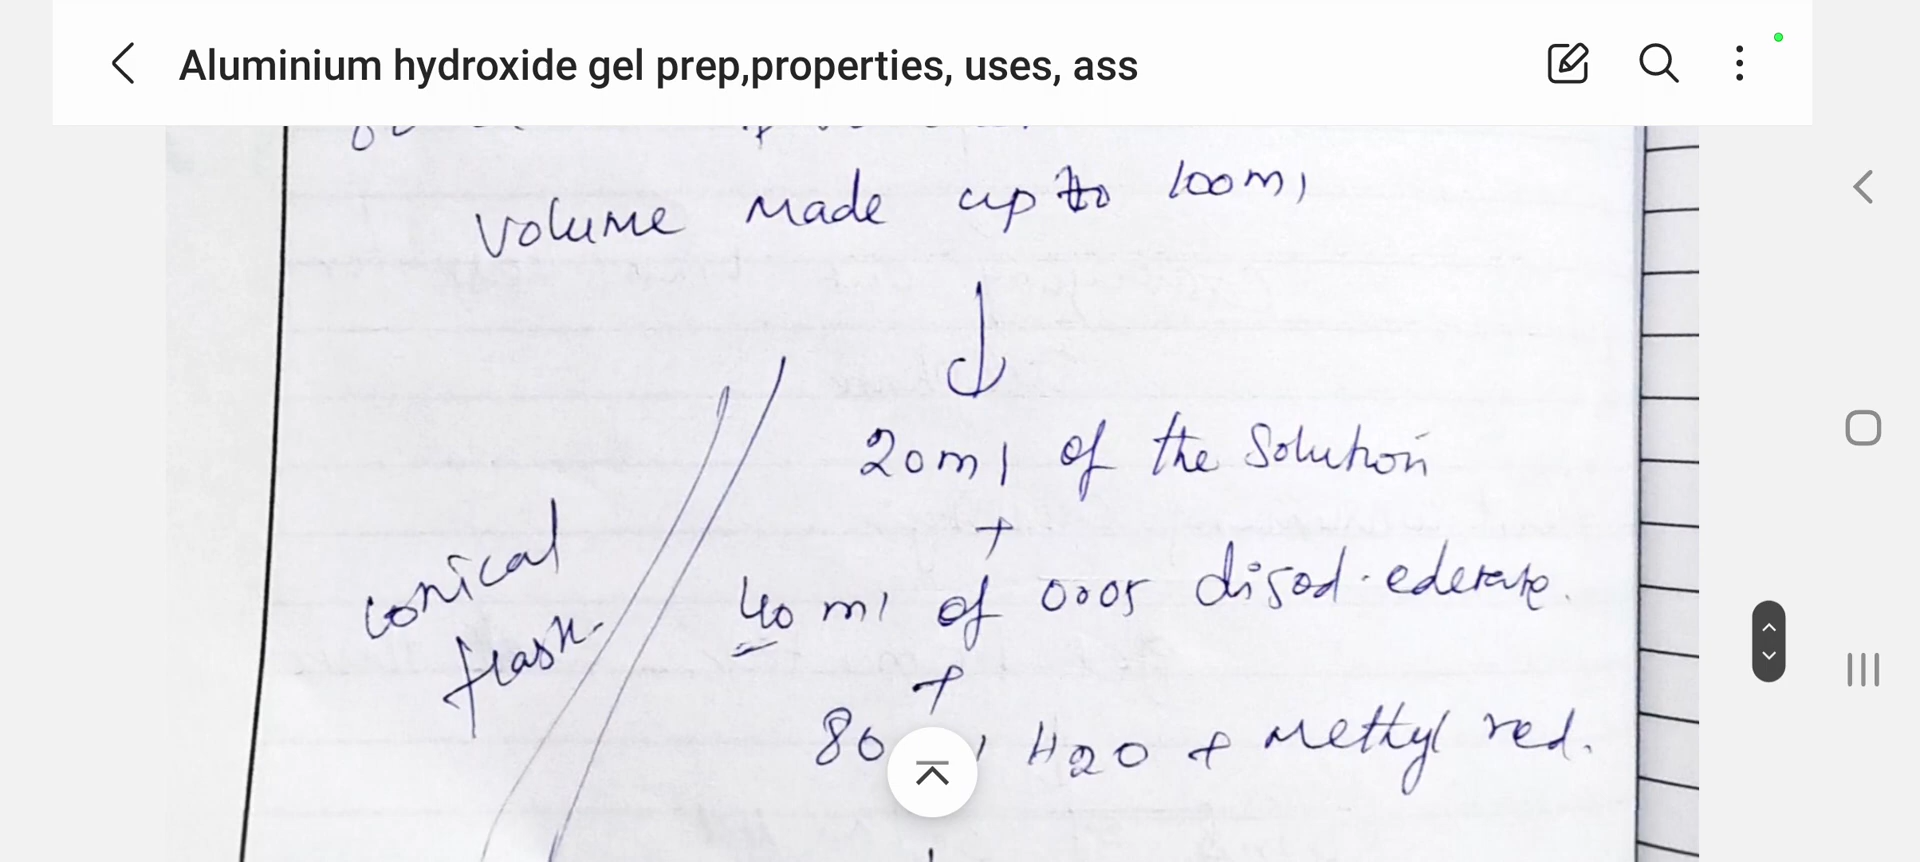 Aluminium hydroxide gel prep,properties, uses, ass
volume made up to 100ml
20ml of the Solution
+
conical
flask.
40 ml of 0.05 disod. edetate.
+
80 H2O + Methyl red.